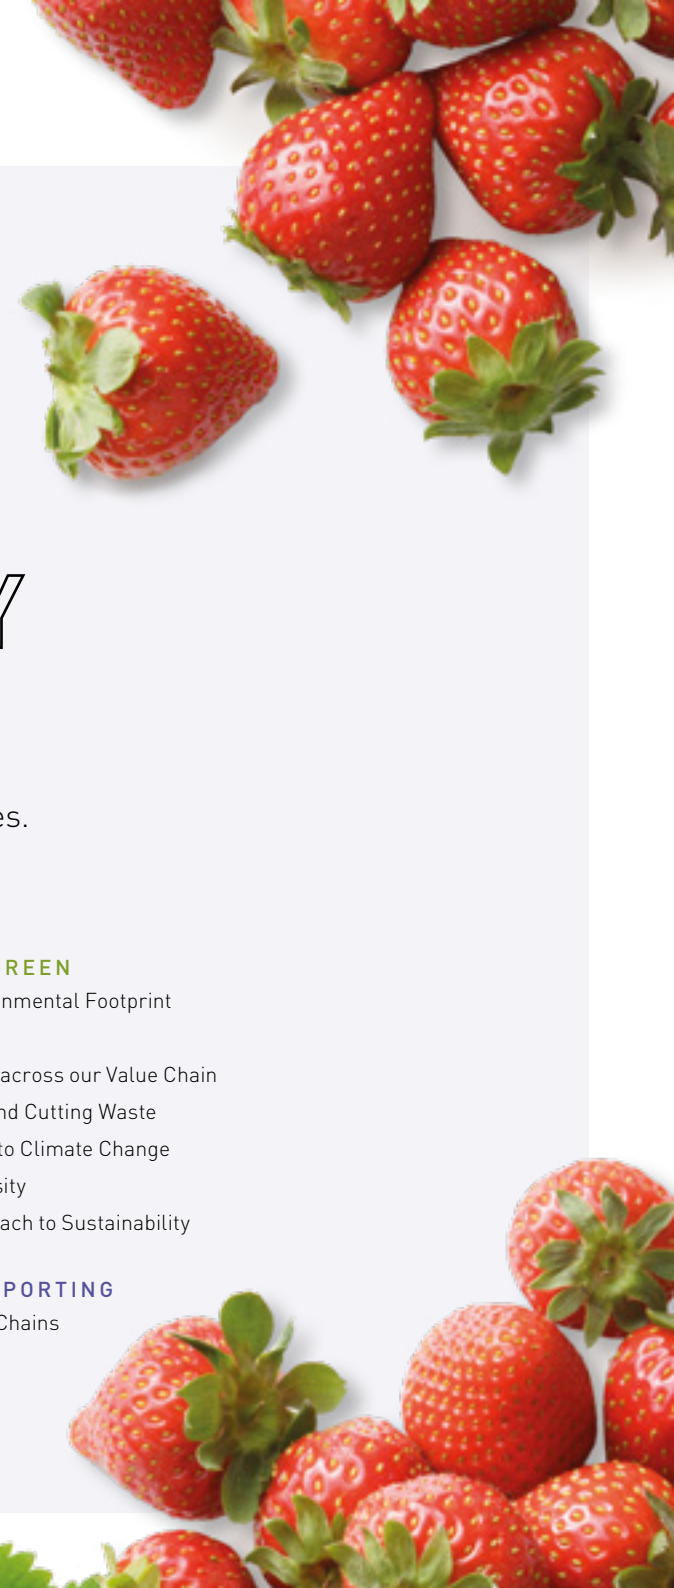 Y
es.
REEN
nmental Footprint
across our Value Chain
nd Cutting Waste
to Climate Change
sity
ach to Sustainability
PORTING
Chains